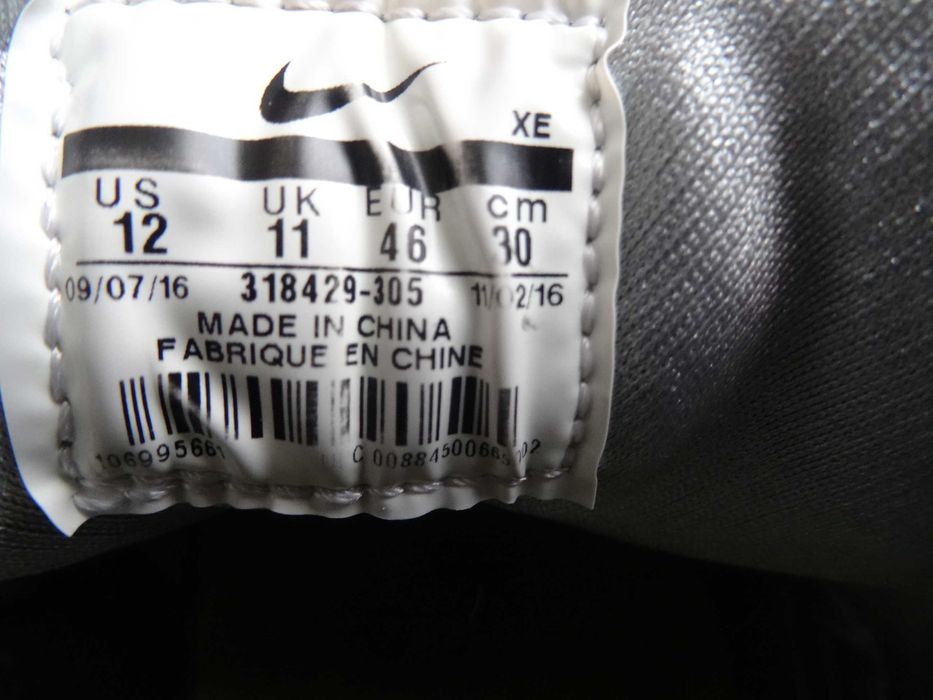 XE
US UK EUR cm
12 11 46 30
09/07/16 318429-305 11/02/16
MADE IN CHINA
FABRIQUE EN CHINE